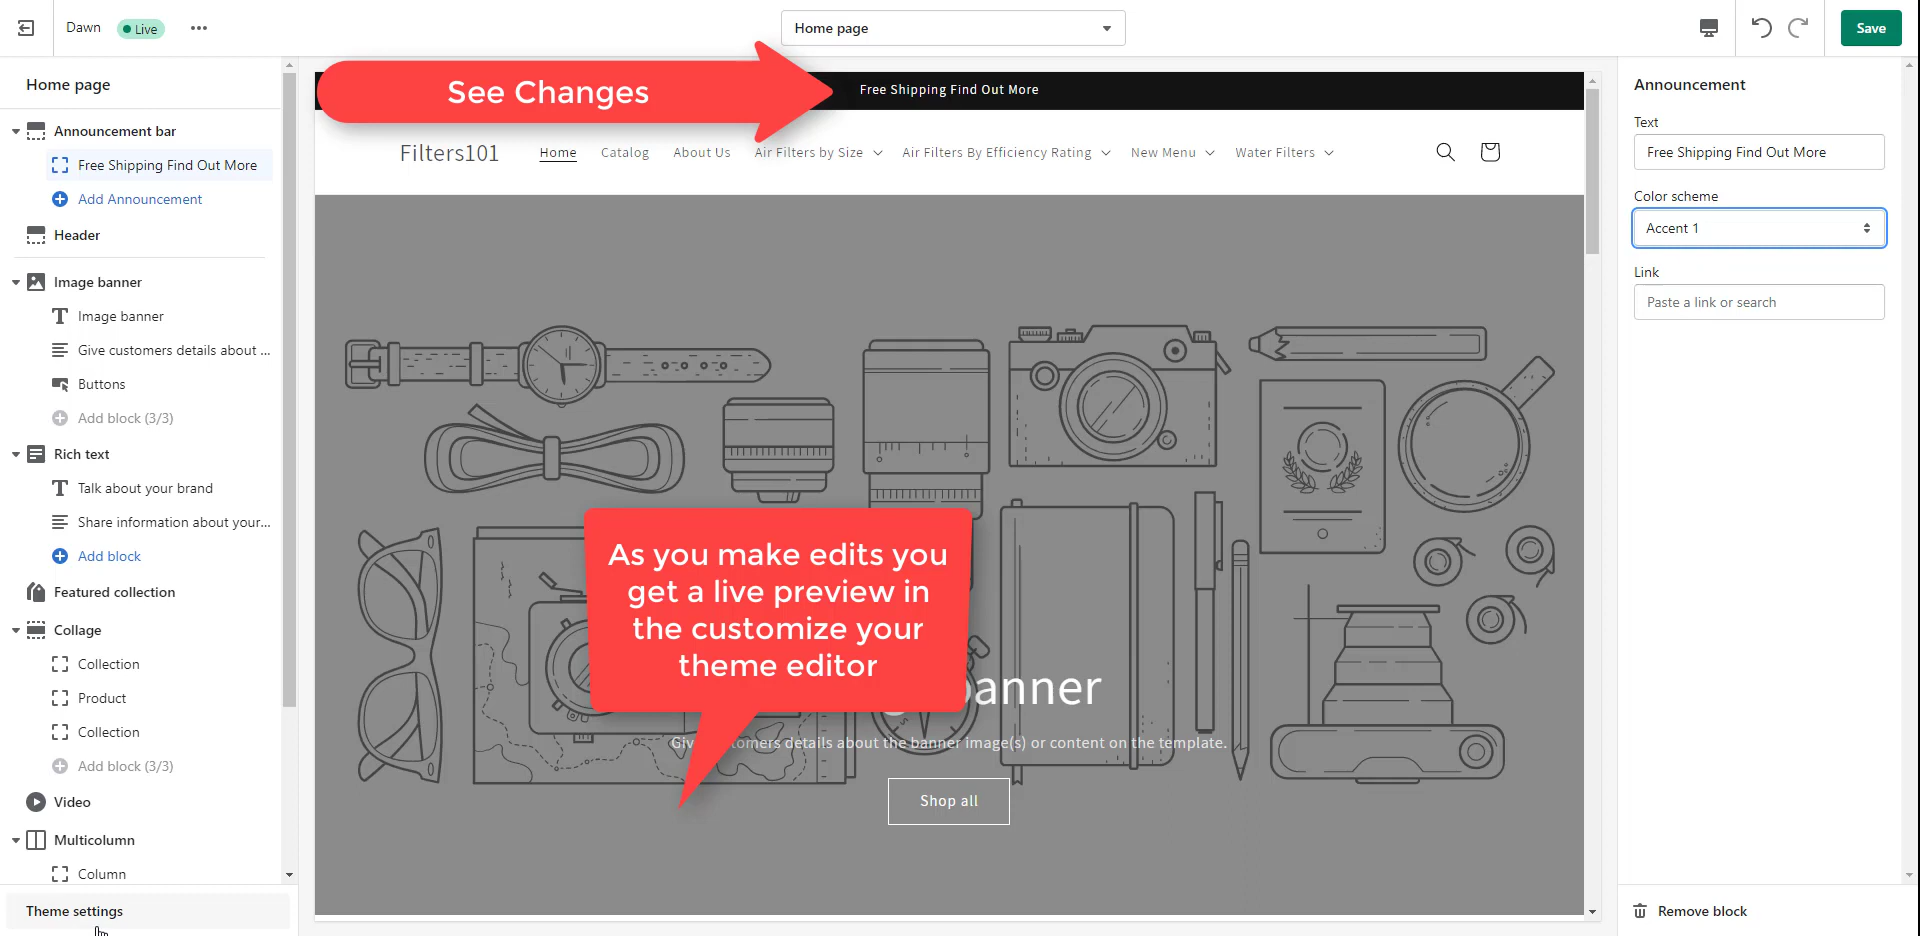 Dawn
Live
Home page
Save
Home page
Announcement bar
Free Shipping Find Out More
Add Announcement
Header
Image banner
Image banner
Give customers details about ...
Buttons
Add block (3/3)
Rich text
Talk about your brand
Share information about your...
Add block
Featured collection
Collage
Collection
Product
Collection
Add block (3/3)
Video
Multicolumn
Column
Theme settings
See Changes
Free Shipping Find Out More
Filters101
Home
Catalog
About Us
Air Filters by Size
Air Filters By Efficiency Rating
New Menu
Water Filters
As you make edits you
get a live preview in
the customize your
theme editor
banner
Give customers details about the banner image(s) or content on the template.
Shop all
Announcement
Text
Free Shipping Find Out More
Color scheme
Accent 1
Link
Paste a link or search
Remove block